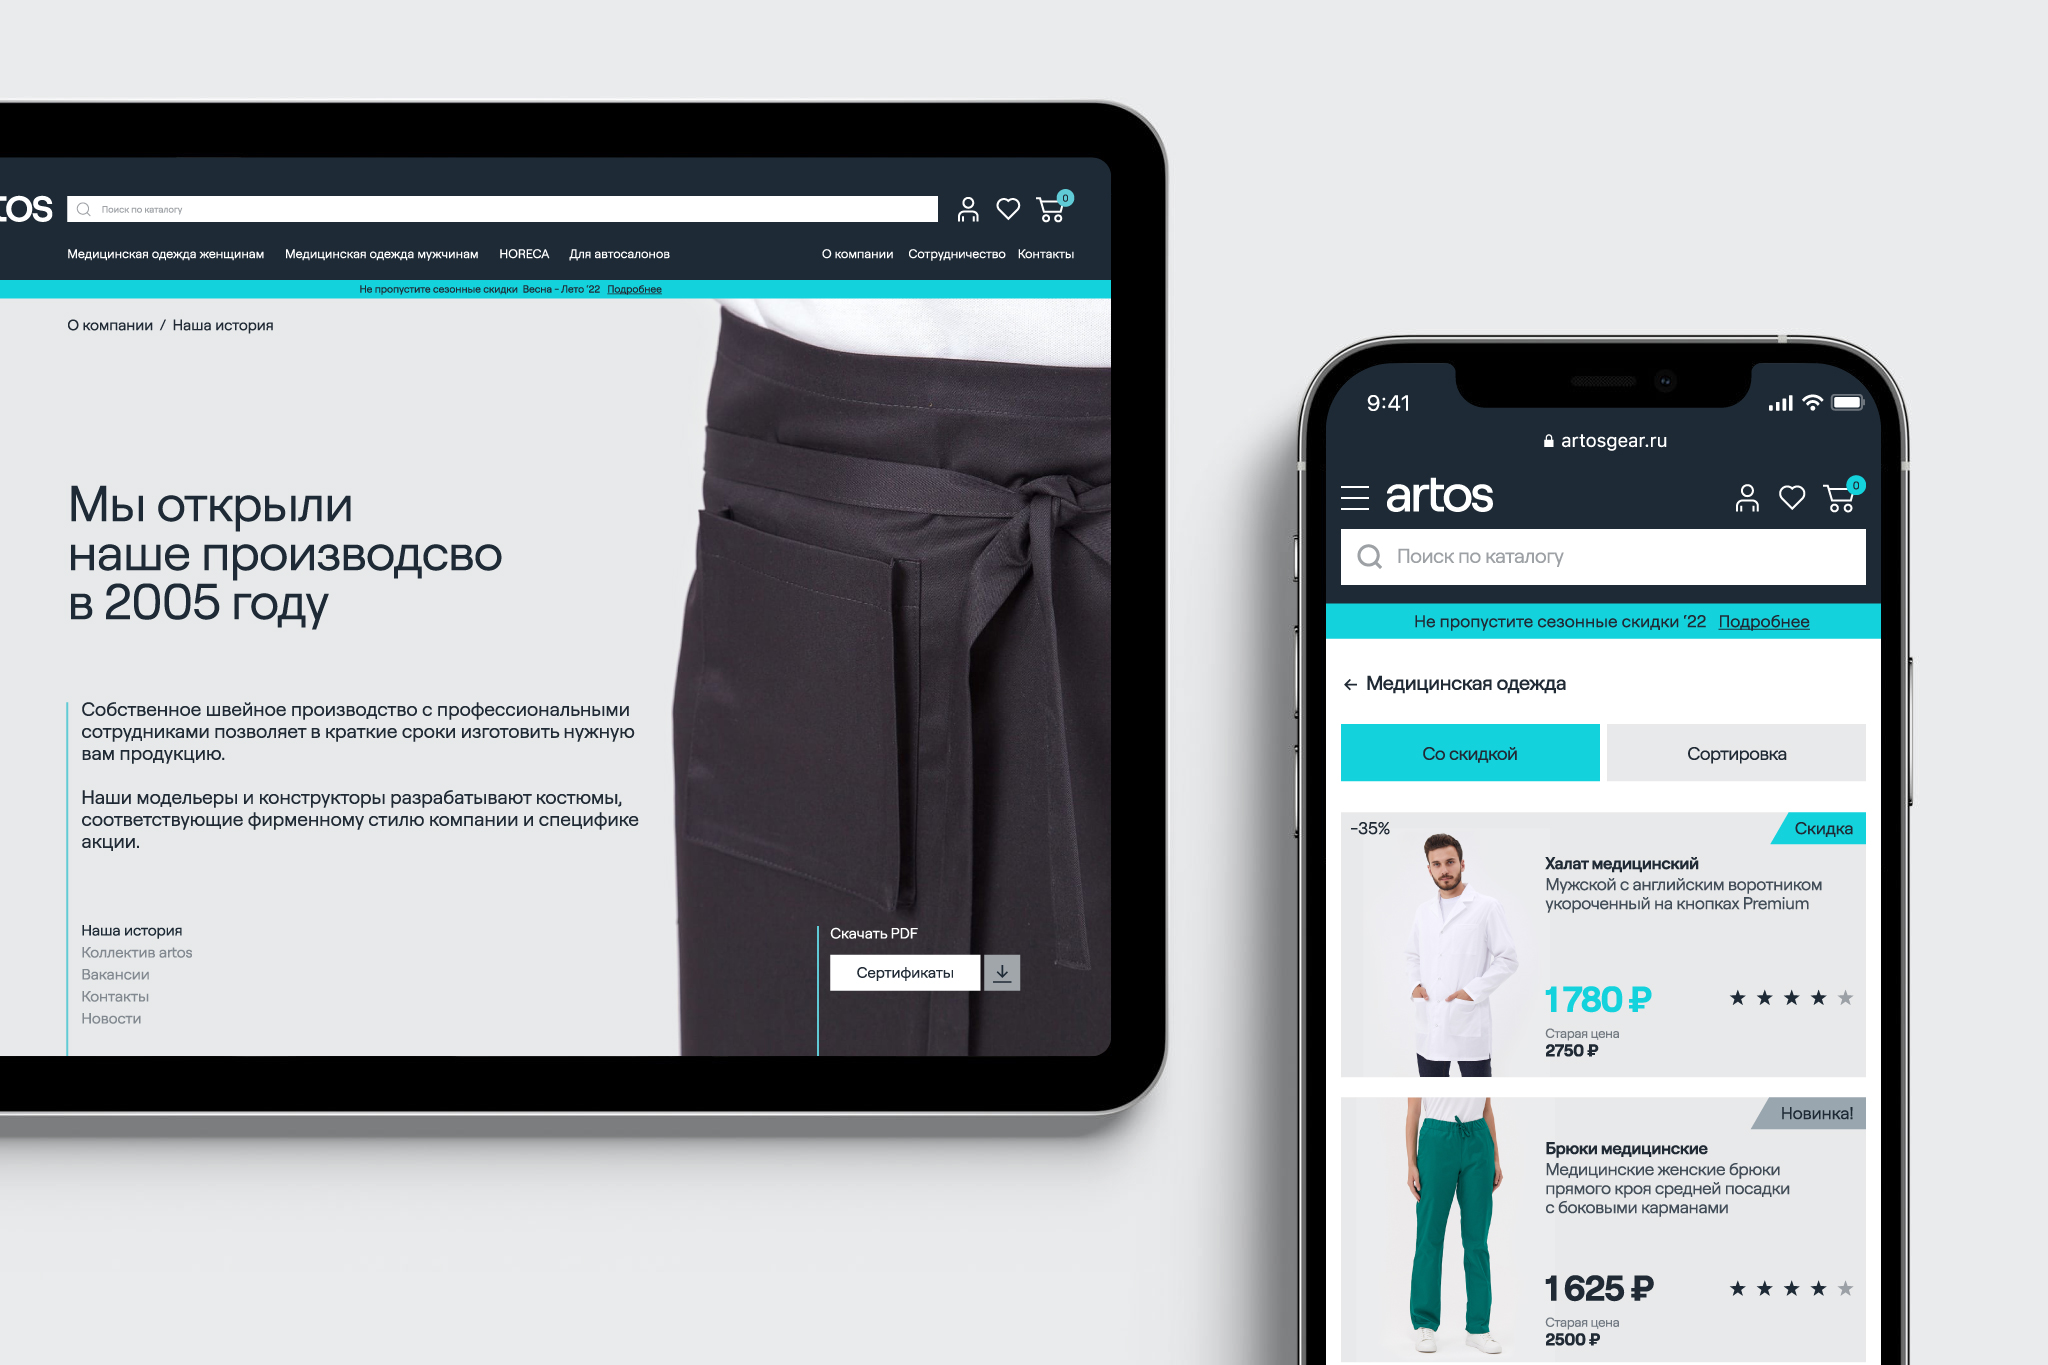 tos
Поиск по каталогу
0
Медицинская одежда женщинам Медицинская одежда мужчинам HORECA Для автосалонов О компании Сотрудничество Контакты
Не пропустите сезонные скидки Весна – Лето ‘22 Подробнее
О компании / Наша история
Мы открыли
наше производсво
в 2005 году
Собственное швейное производство с профессиональными
сотрудниками позволяет в краткие сроки изготовить нужную
вам продукцию.
Наши модельеры и конструкторы разрабатывают костюмы,
соответствующие фирменному стилю компании и специфике
акции.
Наша история
Коллектив artos
Вакансии
Контакты
Новости
Скачать PDF
Сертификаты
9:41
artosgear.ru
artos
0
Поиск по каталогу
Не пропустите сезонные скидки ‘22 Подробнее
← Медицинская одежда
Со скидкой
Сортировка
-35%
Скидка
Халат медицинский
Мужской с английским воротником
укороченный на кнопках Premium
1 780 ₽
Старая цена
2750 ₽
Новинка!
Брюки медицинские
Медицинские женские брюки
прямого кроя средней посадки
с боковыми карманами
1 625 ₽
Старая цена
2500 ₽